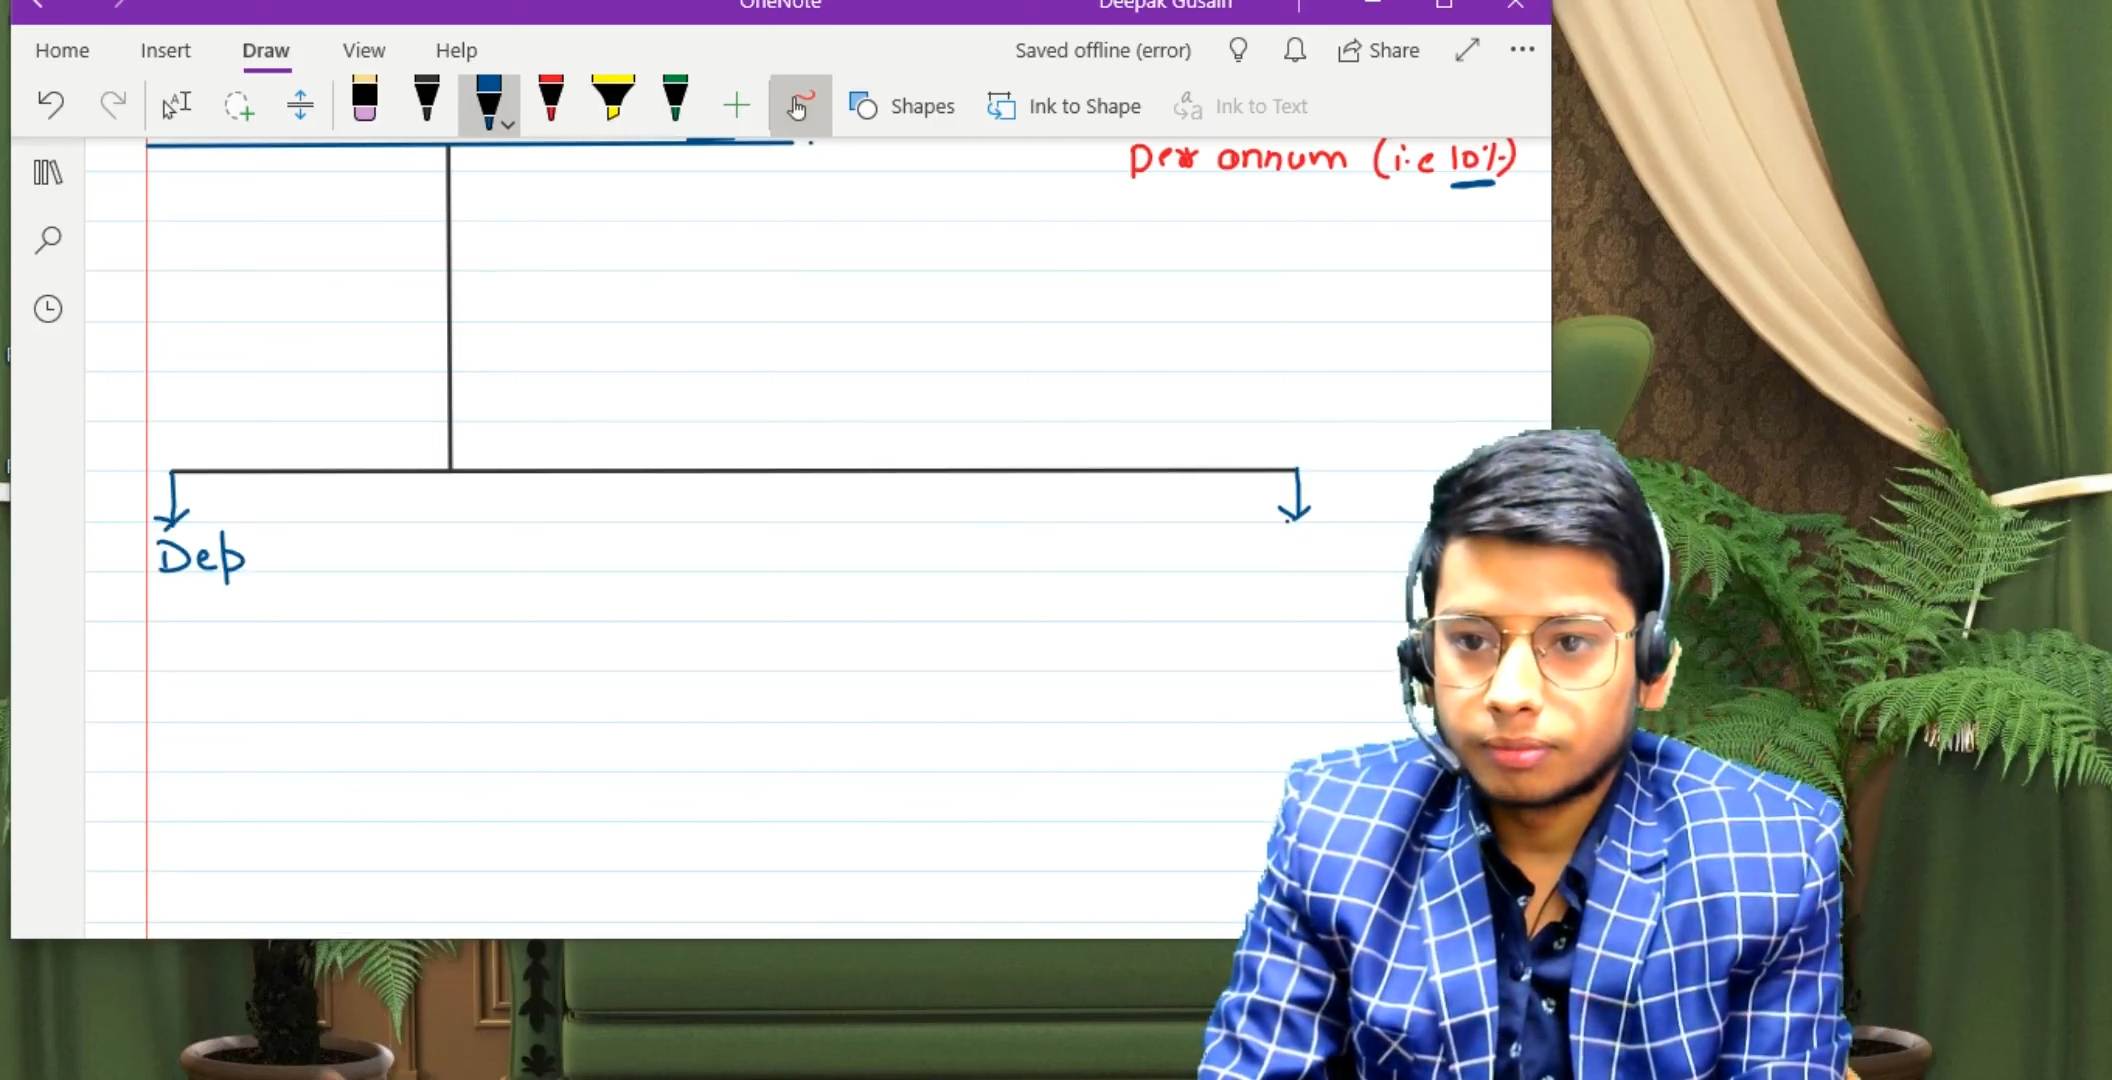 OneNote
Deepak Gusain
Home Insert Draw View Help Saved offline (error) Share
Shapes Ink to Shape Ink to Text
per annum (i.e 10%)
Dep